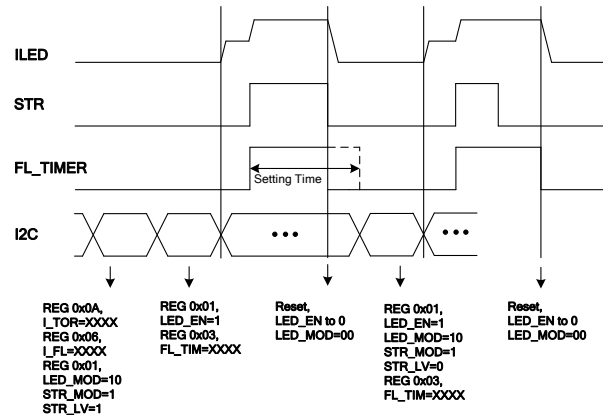 ILED
STR
FL_TIMER
Setting Time
I2C
REG 0x0A,
I_TOR=XXXX
REG 0x06,
I_FL=XXXX
REG 0x01,
LED_MOD=10
STR_MOD=1
STR_LV=1
REG 0x01,
LED_EN=1
REG 0x03,
FL_TIM=XXXX
Reset,
LED_EN to 0
LED_MOD=00
REG 0x01,
LED_EN=1
LED_MOD=10
STR_MOD=1
STR_LV=0
REG 0x03,
FL_TIM=XXXX
Reset,
LED_EN to 0
LED_MOD=00